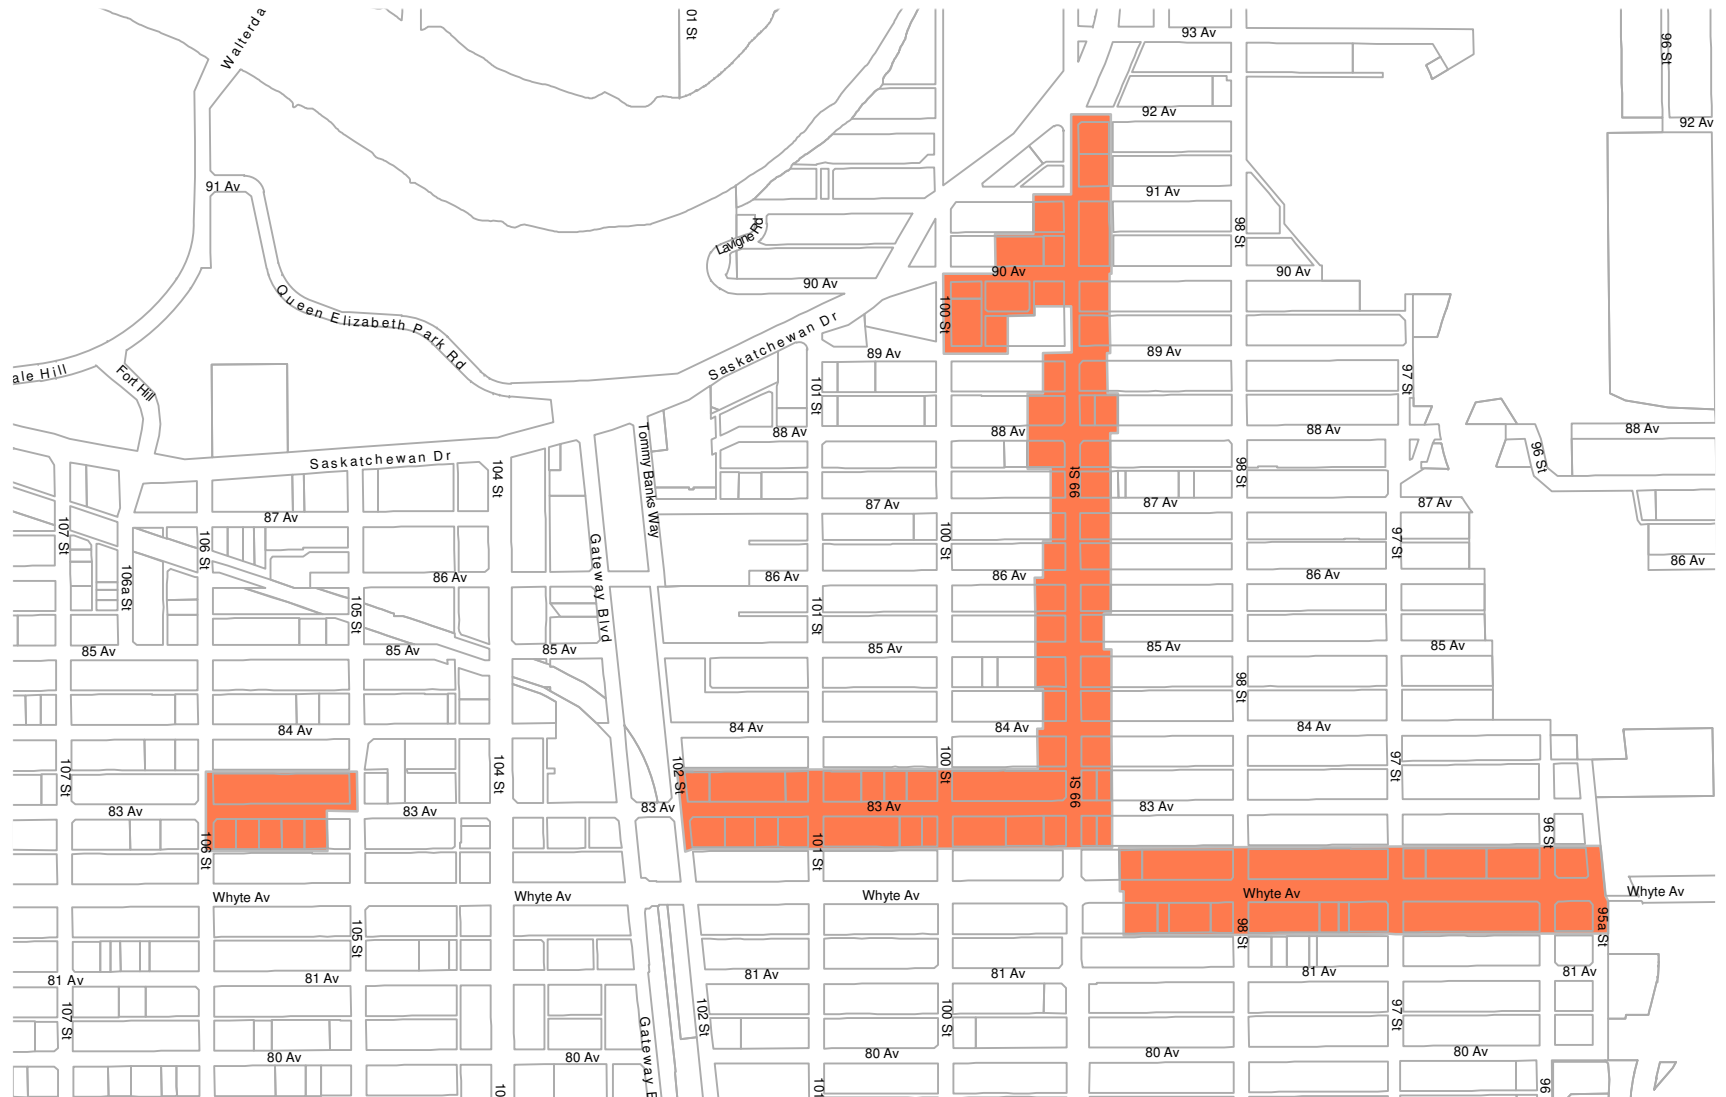 Walterda
01 St
93 Av
96 St
92 Av
92 Av
91 Av
91 Av
98 St
Lavigne Rd
90 Av
90 Av
90 Av
Queen Elizabeth Park Rd
100 St
Saskatchewan Dr
89 Av
89 Av
ale Hill
Fort Hill
101 St
97 St
88 Av
88 Av
88 Av
88 Av
Tommy Banks Way
96 St
Saskatchewan Dr
104 St
99 St
98 St
87 Av
87 Av
87 Av
87 Av
107 St
106 St
100 St
97 St
Gateway Blvd
86 Av
106a St
86 Av
86 Av
86 Av
86 Av
105 St
101 St
85 Av
85 Av
85 Av
85 Av
85 Av
85 Av
98 St
84 Av
84 Av
84 Av
84 Av
107 St
104 St
102 St
100 St
99 St
97 St
83 Av
83 Av
83 Av
83 Av
83 Av
106 St
101 St
96 St
Whyte Av
Whyte Av
Whyte Av
Whyte Av
Whyte Av
105 St
98 St
95a St
81 Av
81 Av
81 Av
81 Av
81 Av
81 Av
107 St
102 St
100 St
97 St
Gateway B
80 Av
80 Av
80 Av
80 Av
80 Av
10
101
96